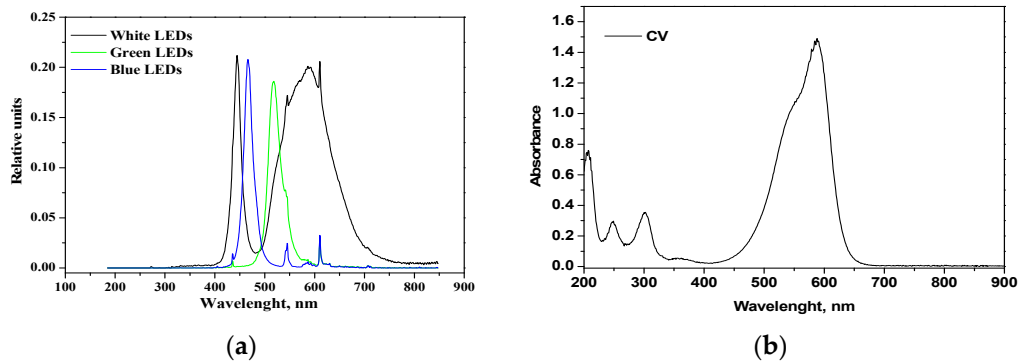 0.25
0.20
0.15
0.10
0.05
0.00
Relative units
White LEDs
Green LEDs
Blue LEDs
100 200 300 400 500 600 700 800 900
Wavelenght, nm
(a)
1.6
1.4
1.2
1.0
0.8
0.6
0.4
0.2
0.0
Absorbance
CV
200 300 400 500 600 700 800 900
Wavelenght, nm
(b)